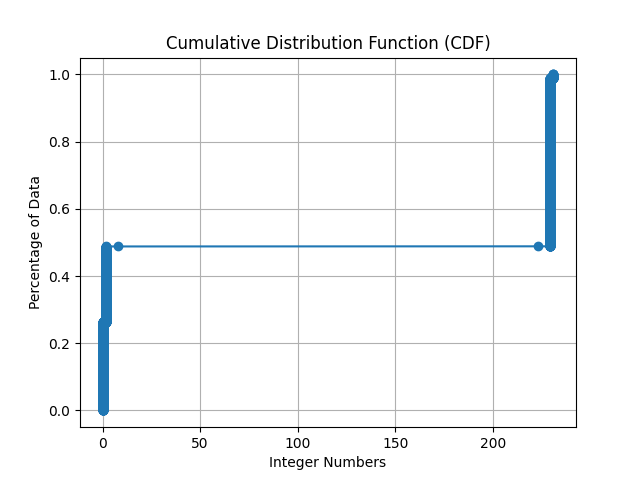 Cumulative Distribution Function (CDF)
1.0
0.8
0.6
0.4
0.2
0.0
Percentage of Data
0 50 100 150 200
Integer Numbers